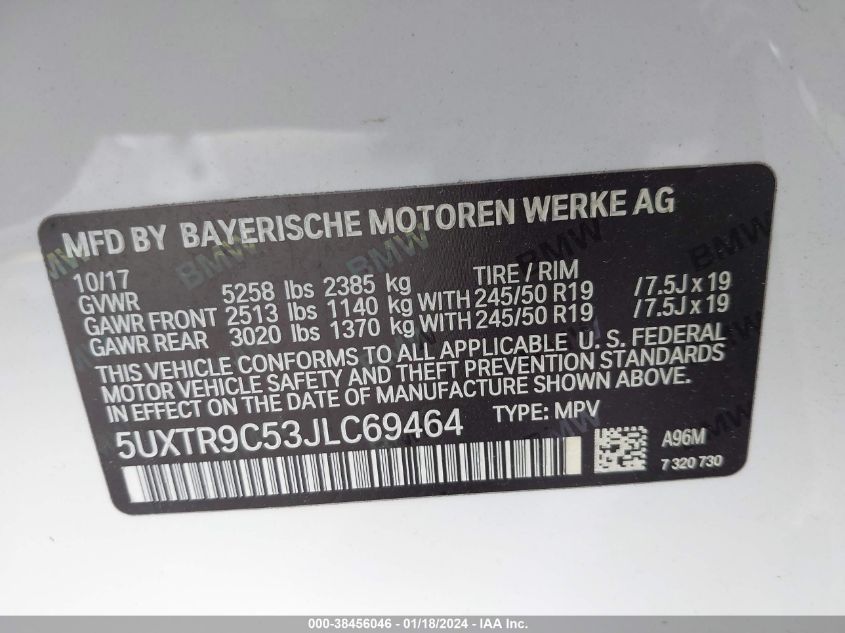 MFD BY BAYERISCHE MOTOREN WERKE AG
10/17 TIRE / RIM
GVWR 5258 lbs 2385 kg
GAWR FRONT 2513 lbs 1140 kg WITH 245/50 R19 /7.5J x 19
GAWR REAR 3020 lbs 1370 kg WITH 245/50 R19 /7.5J x 19
THIS VEHICLE CONFORMS TO ALL APPLICABLE U. S. FEDERAL
MOTOR VEHICLE SAFETY AND THEFT PREVENTION STANDARDS
IN EFFECT ON THE DATE OF MANUFACTURE SHOWN ABOVE.
5UXTR9C53JLC69464 TYPE: MPV
A96M
7 320 730
000-38456046 - 01/18/2024 - IAA Inc.